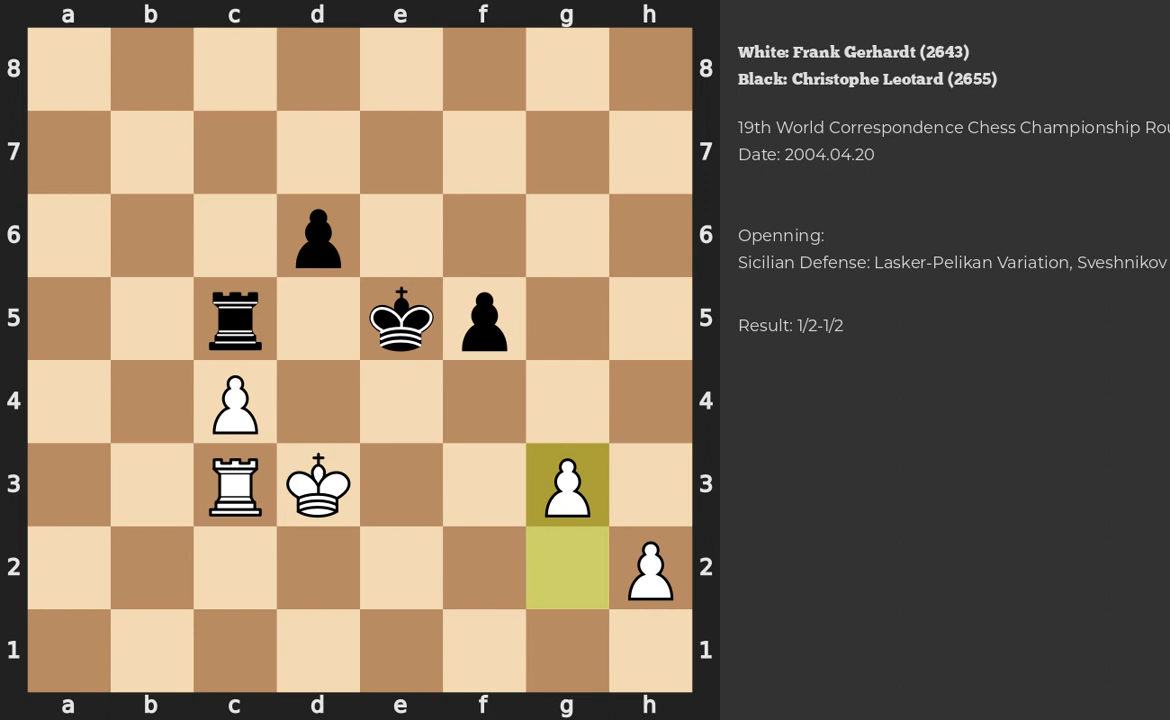 a b c d e f g h
8 8
7 7
6 6
5 5
4 4
3 3
2 2
1 1
a b c d e f g h
White: Frank Gerhardt (2643)
Black: Christophe Leotard (2655)
19th World Correspondence Chess Championship Rou
Date: 2004.04.20
Openning:
Sicilian Defense: Lasker-Pelikan Variation, Sveshnikov
Result: 1/2-1/2